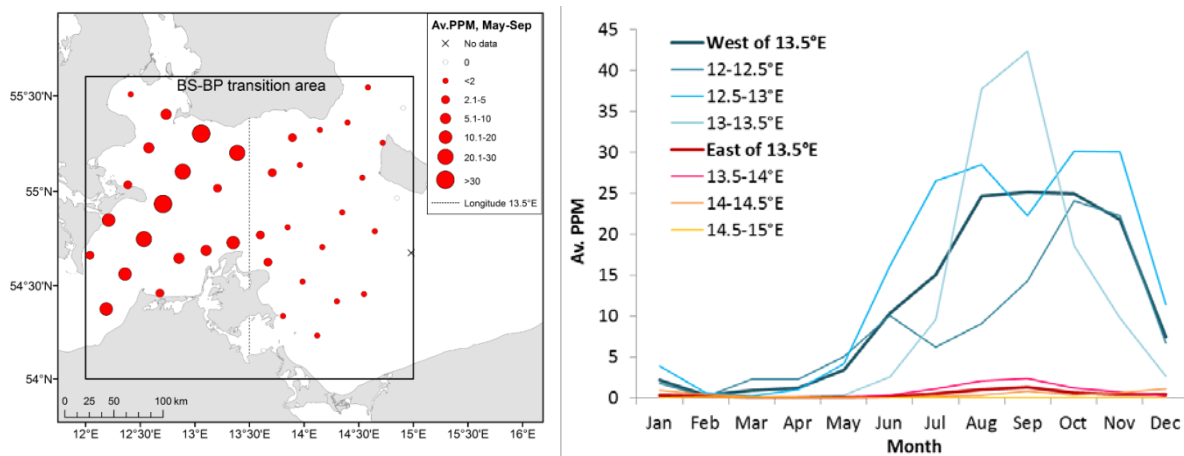 Av.PPM, May-Sep
No data
0
<2
2.1-5
5.1-10
10.1-20
20.1-30
>30
Longitude 13.5°E
BS-BP transition area
55°30'N
55°N
54°30'N
54°N
0 25 50 100 km
12°E 12°30'E 13°E 13°30'E 14°E 14°30'E 15°E 15°30'E 16°E
45
40
35
30
25
20
15
10
5
0
Av. PPM
West of 13.5°E
12-12.5°E
12.5-13°E
13-13.5°E
East of 13.5°E
13.5-14°E
14-14.5°E
14.5-15°E
Jan Feb Mar Apr May Jun Jul Aug Sep Oct Nov Dec
Month